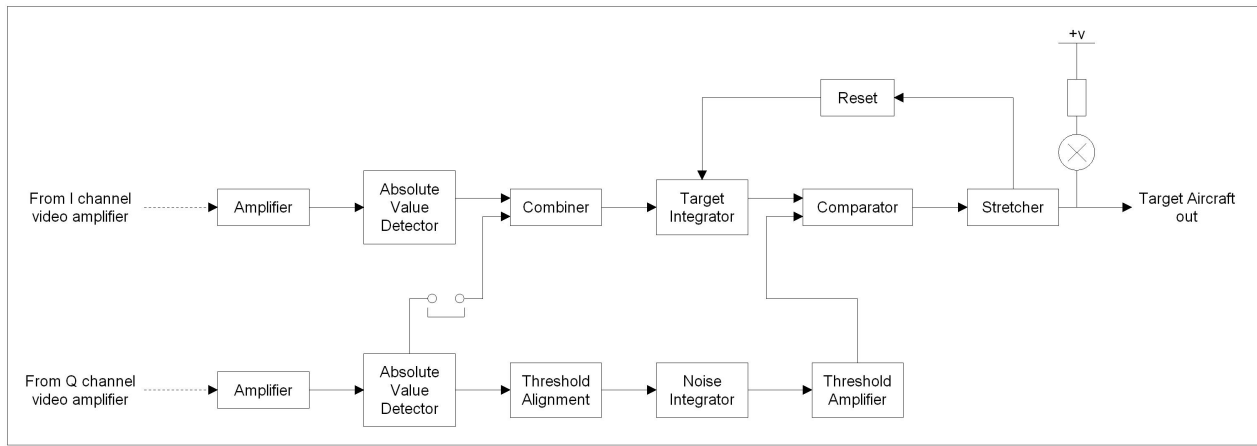 +v
Reset
From I channel
video amplifier
Amplifier
Absolute
Value
Detector
Combiner
Target
Integrator
Comparator
Stretcher
Target Aircraft
out
From Q channel
video amplifier
Amplifier
Absolute
Value
Detector
Threshold
Alignment
Noise
Integrator
Threshold
Amplifier